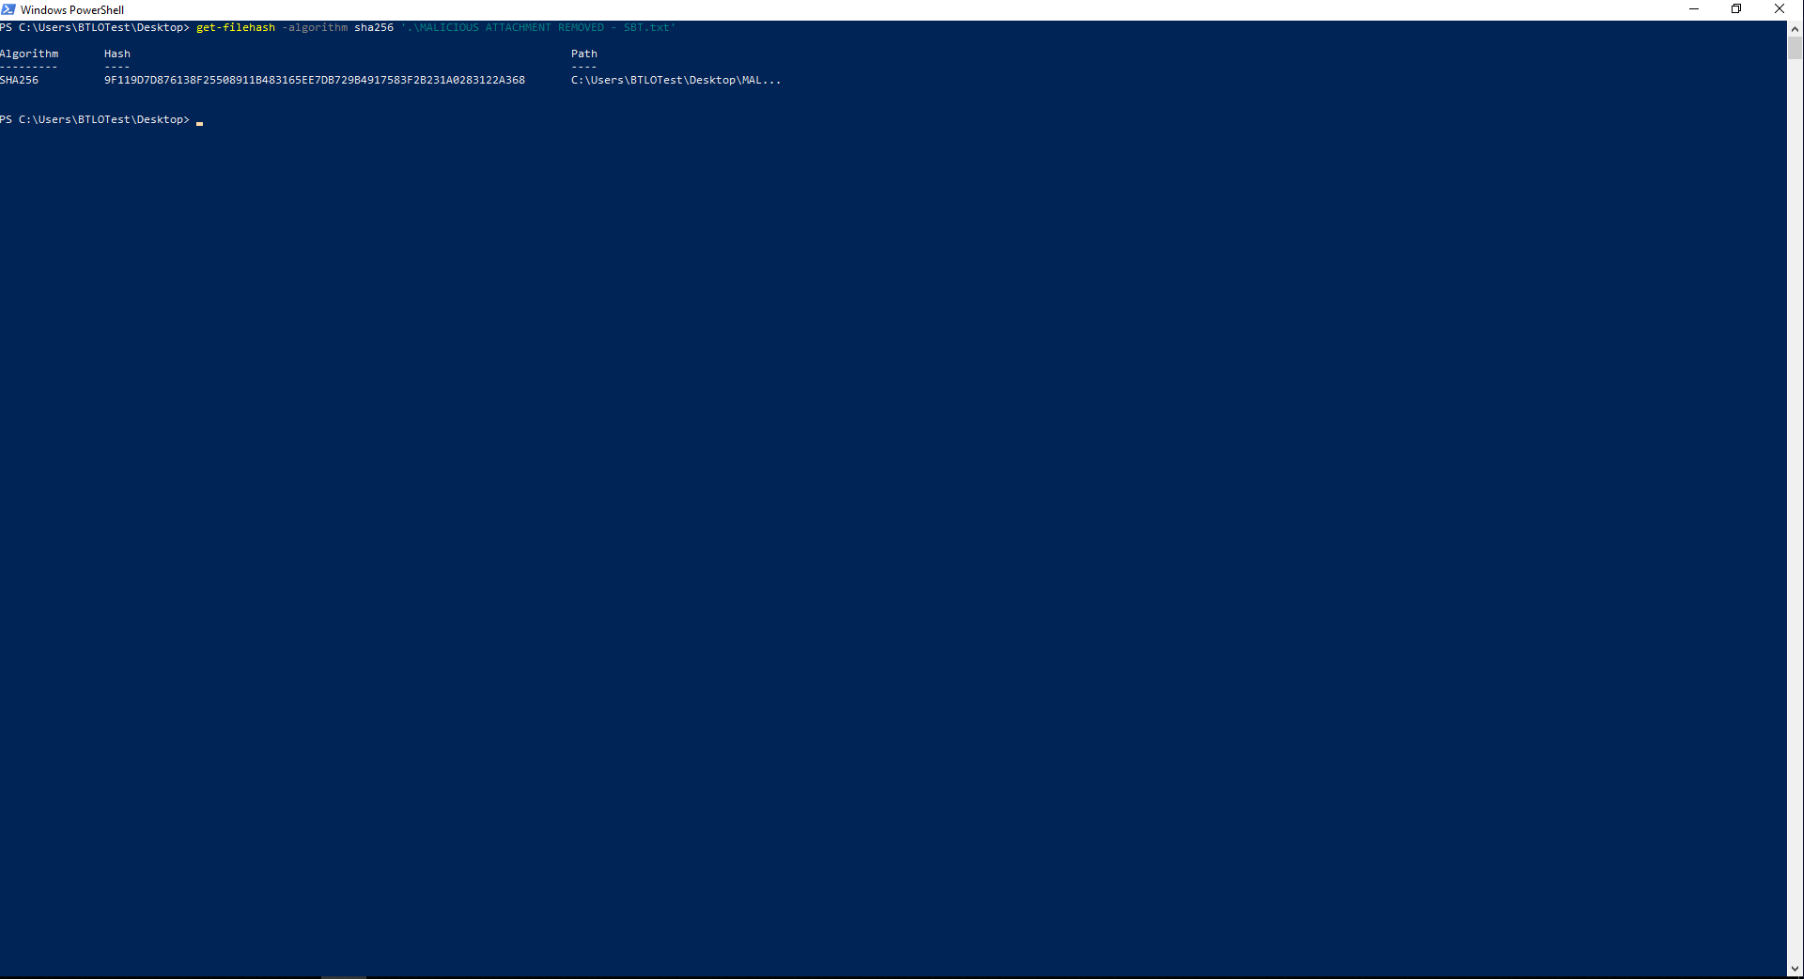 Windows PowerShell
PS C:\Users\BTLOTest\Desktop> get-filehash -algorithm sha256 '.\MALICIOUS ATTACHMENT REMOVED - SBT.txt'
Algorithm Hash Path
--------- ---- ----
SHA256 9F119D7D876138F25508911B483165EE7DB729B4917583F2B231A0283122A368 C:\Users\BTLOTest\Desktop\MAL...
PS C:\Users\BTLOTest\Desktop>